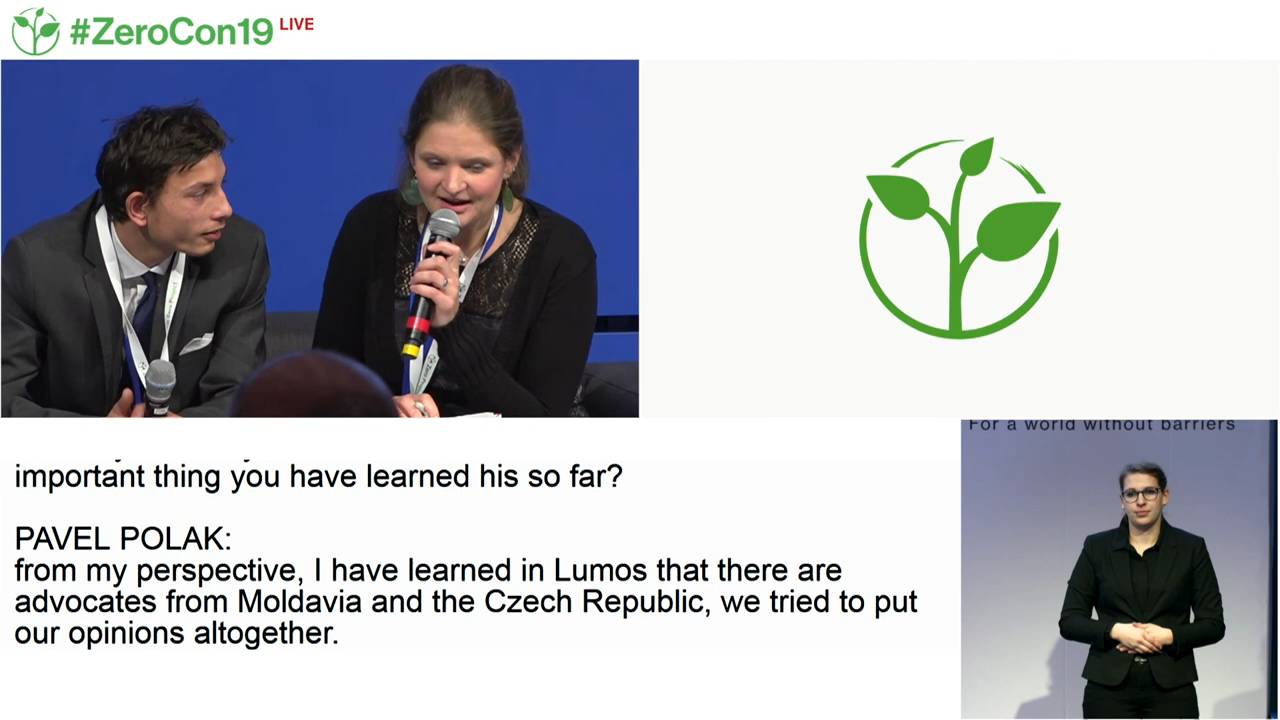 #ZeroCon19 LIVE
important thing you have learned his so far?
PAVEL POLAK:
from my perspective, I have learned in Lumos that there are
advocates from Moldavia and the Czech Republic, we tried to put
our opinions altogether.
For a world without barriers